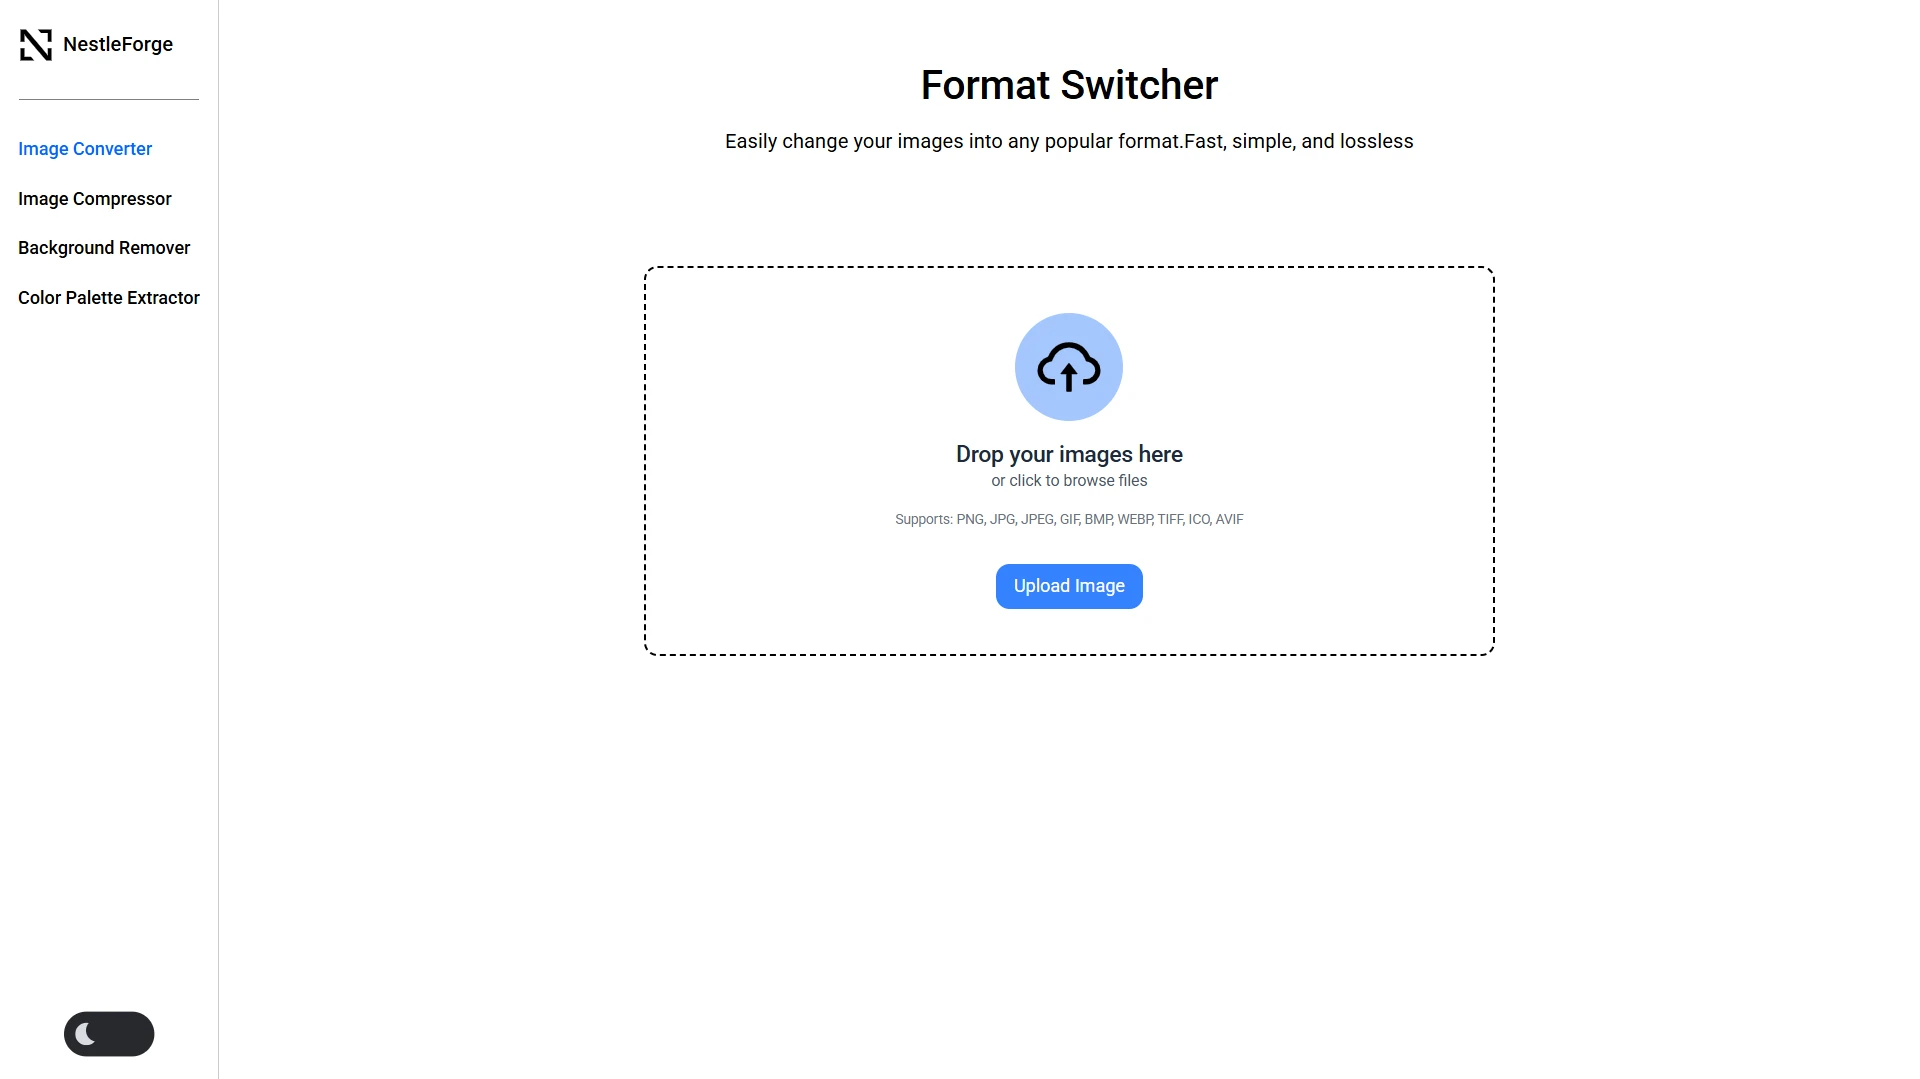 NestleForge
Image Converter
Image Compressor
Background Remover
Color Palette Extractor
Format Switcher
Easily change your images into any popular format.Fast, simple, and lossless
Drop your images here
or click to browse files
Supports: PNG, JPG, JPEG, GIF, BMP, WEBP, TIFF, ICO, AVIF
Upload Image